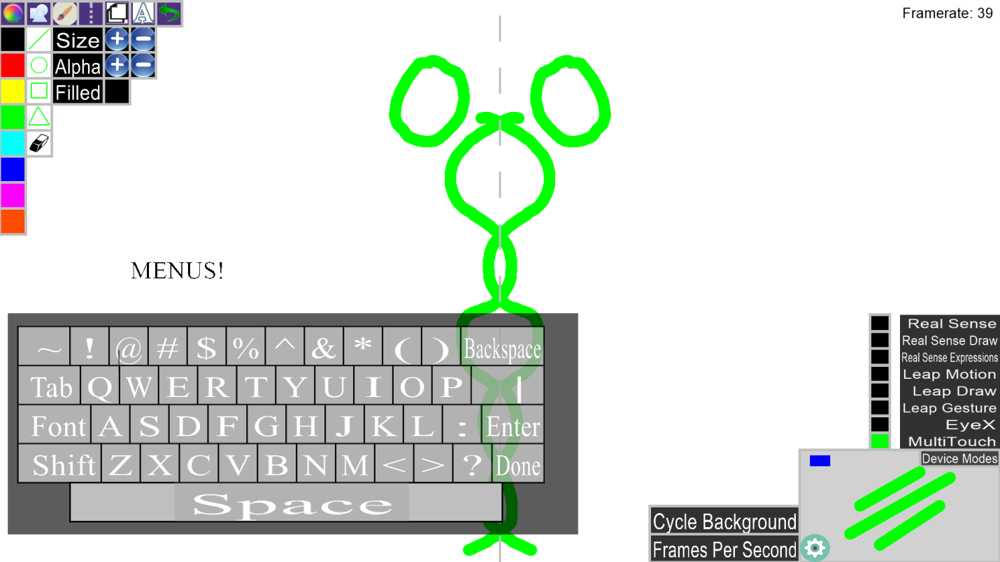 Framerate: 39
A
Size + −
Alpha + −
Filled
MENUS!
~ ! @ # $ % ^ & * ( ) Backspace
Tab Q W E R T Y U I O P |
Font A S D F G H J K L : Enter
Shift Z X C V B N M < > ? Done
Space
Real Sense
Real Sense Draw
Real Sense Expressions
Leap Motion
Leap Draw
Leap Gesture
EyeX
MultiTouch
Device Modes
Cycle Background
Frames Per Second